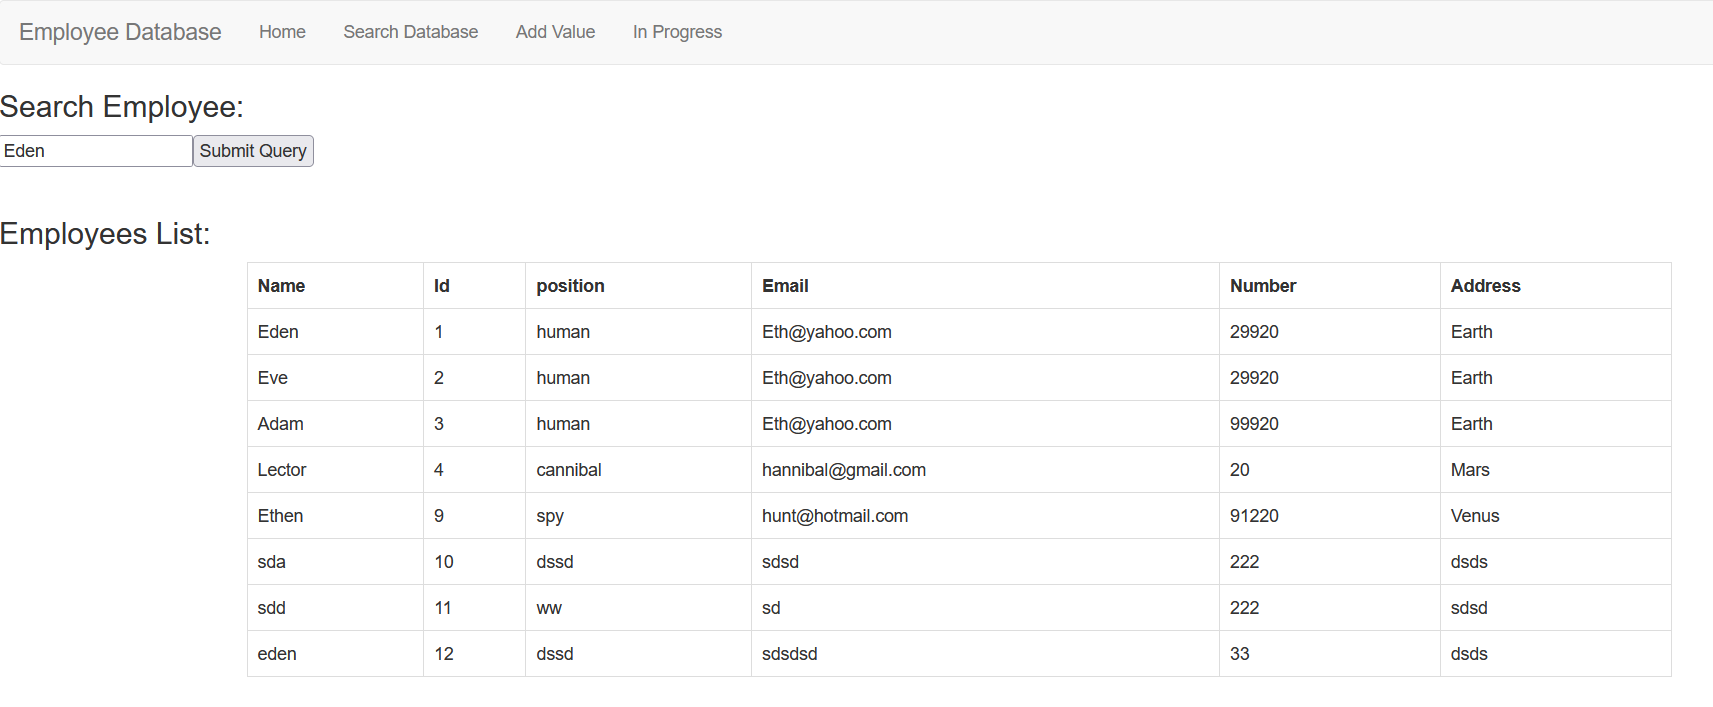 Employee Database Home Search Database Add Value In Progress
Search Employee:
Eden Submit Query
Employees List:
Name Id position Email Number Address
Eden 1 human Eth@yahoo.com 29920 Earth
Eve 2 human Eth@yahoo.com 29920 Earth
Adam 3 human Eth@yahoo.com 99920 Earth
Lector 4 cannibal hannibal@gmail.com 20 Mars
Ethen 9 spy hunt@hotmail.com 91220 Venus
sda 10 dssd sdsd 222 dsds
sdd 11 ww sd 222 sdsd
eden 12 dssd sdsdsd 33 dsds